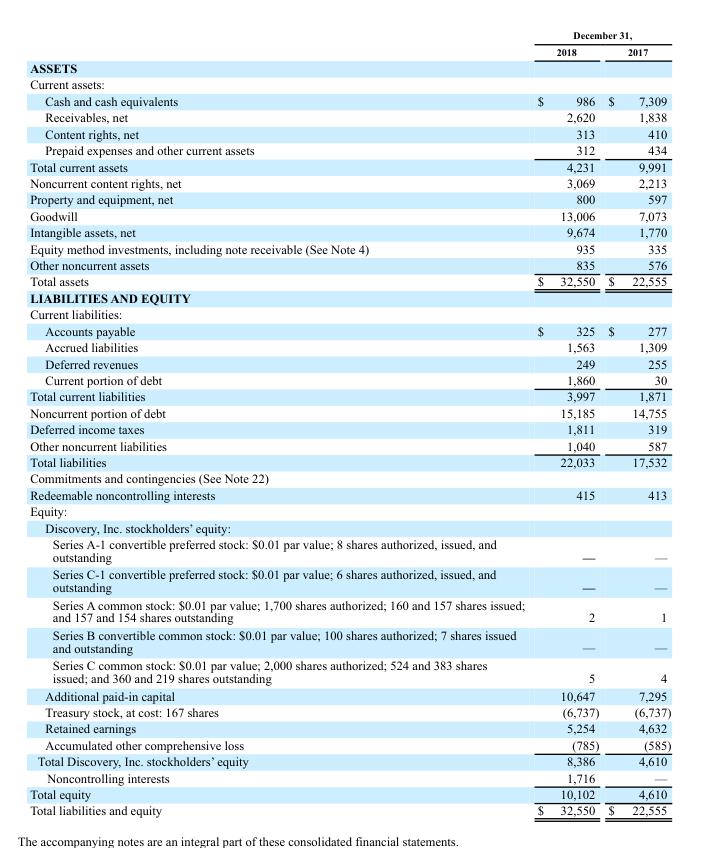 December 31,
2018 2017
ASSETS
Current assets:
Cash and cash equivalents $ 986 $ 7,309
Receivables, net 2,620 1,838
Content rights, net 313 410
Prepaid expenses and other current assets 312 434
Total current assets 4,231 9,991
Noncurrent content rights, net 3,069 2,213
Property and equipment, net 800 597
Goodwill 13,006 7,073
Intangible assets, net 9,674 1,770
Equity method investments, including note receivable (See Note 4) 935 335
Other noncurrent assets 835 576
Total assets $ 32,550 $ 22,555
LIABILITIES AND EQUITY
Current liabilities:
Accounts payable $ 325 $ 277
Accrued liabilities 1,563 1,309
Deferred revenues 249 255
Current portion of debt 1,860 30
Total current liabilities 3,997 1,871
Noncurrent portion of debt 15,185 14,755
Deferred income taxes 1,811 319
Other noncurrent liabilities 1,040 587
Total liabilities 22,033 17,532
Commitments and contingencies (See Note 22)
Redeemable noncontrolling interests 415 413
Equity:
Discovery, Inc. stockholders’ equity:
Series A-1 convertible preferred stock: $0.01 par value; 8 shares authorized, issued, and
outstanding — —
Series C-1 convertible preferred stock: $0.01 par value; 6 shares authorized, issued, and
outstanding — —
Series A common stock: $0.01 par value; 1,700 shares authorized; 160 and 157 shares issued;
and 157 and 154 shares outstanding 2 1
Series B convertible common stock: $0.01 par value; 100 shares authorized; 7 shares issued
and outstanding — —
Series C common stock: $0.01 par value; 2,000 shares authorized; 524 and 383 shares
issued; and 360 and 219 shares outstanding 5 4
Additional paid-in capital 10,647 7,295
Treasury stock, at cost: 167 shares (6,737) (6,737)
Retained earnings 5,254 4,632
Accumulated other comprehensive loss (785) (585)
Total Discovery, Inc. stockholders’ equity 8,386 4,610
Noncontrolling interests 1,716 —
Total equity 10,102 4,610
Total liabilities and equity $ 32,550 $ 22,555
The accompanying notes are an integral part of these consolidated financial statements.